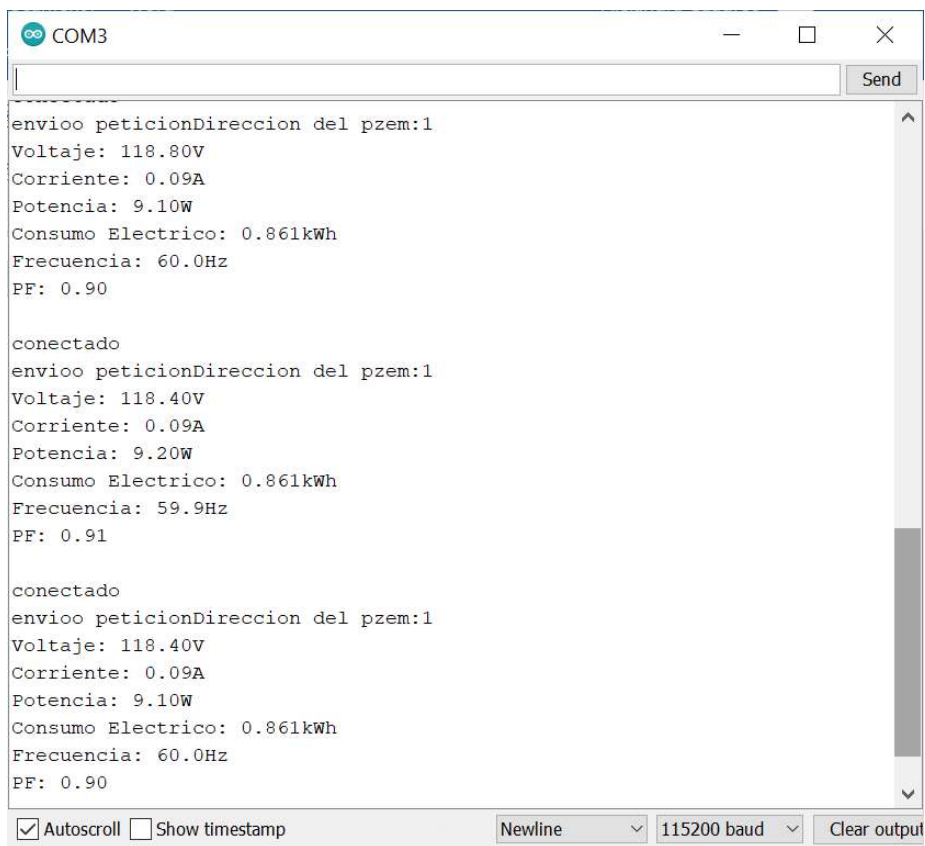 COM3
Send
envioo peticionDireccion del pzem:1
Voltaje: 118.80V
Corriente: 0.09A
Potencia: 9.10W
Consumo Electrico: 0.861kWh
Frecuencia: 60.0Hz
PF: 0.90
conectado
envioo peticionDireccion del pzem:1
Voltaje: 118.40V
Corriente: 0.09A
Potencia: 9.20W
Consumo Electrico: 0.861kWh
Frecuencia: 59.9Hz
PF: 0.91
conectado
envioo peticionDireccion del pzem:1
Voltaje: 118.40V
Corriente: 0.09A
Potencia: 9.10W
Consumo Electrico: 0.861kWh
Frecuencia: 60.0Hz
PF: 0.90
Autoscroll Show timestamp Newline 115200 baud Clear output